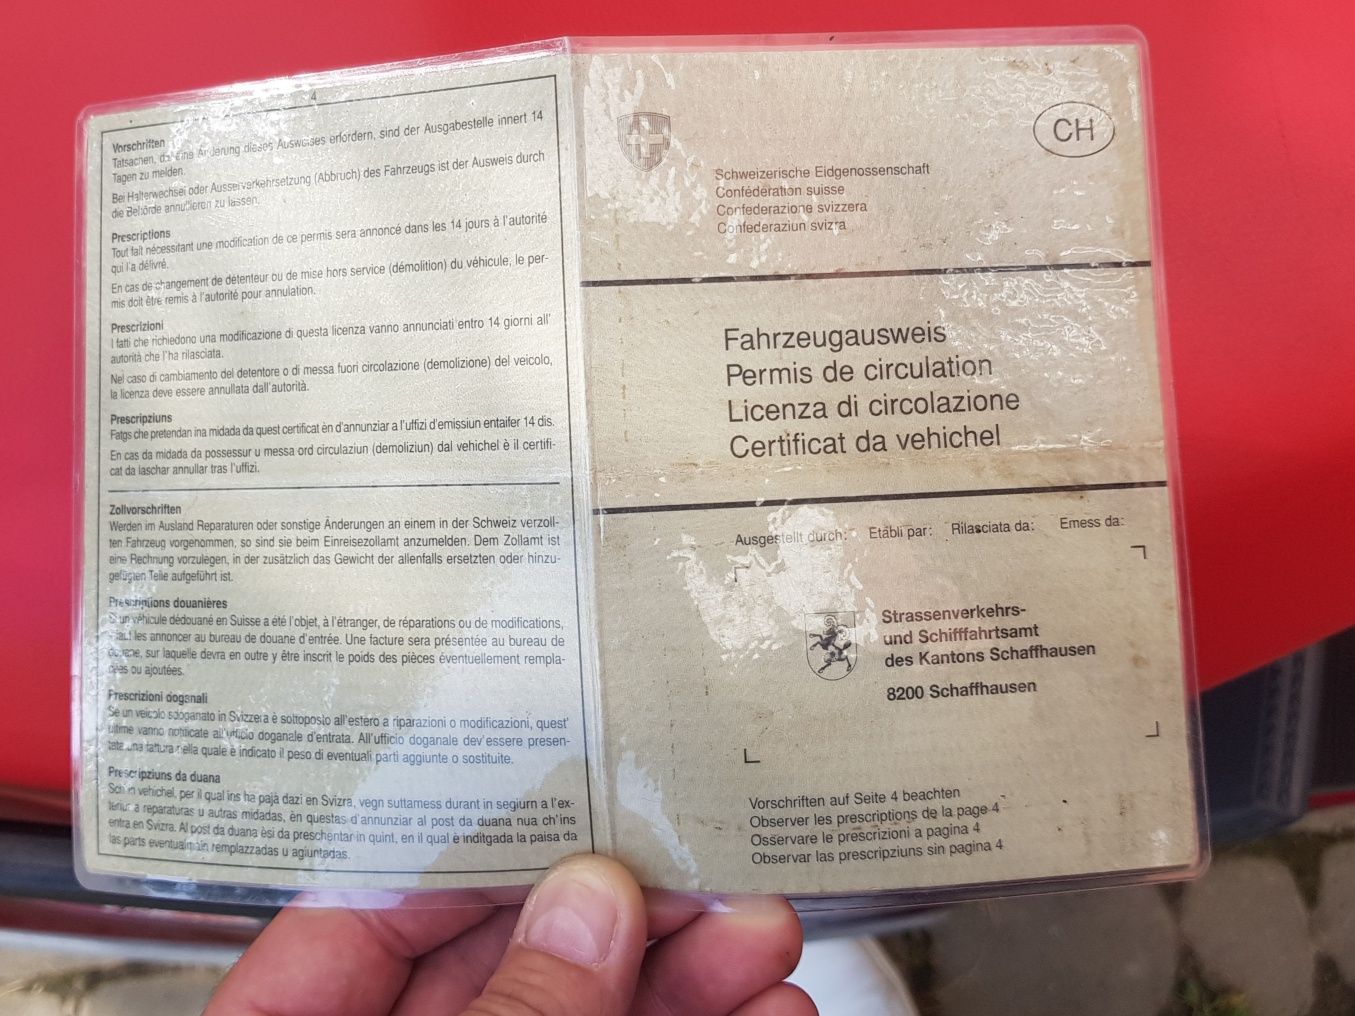 4
Vorschriften
Tatsachen, die eine Änderung dieses Ausweises erfordern, sind der Ausgabestelle innert 14
Tagen zu melden.
Bei Halterwechsel oder Ausserverkehrsetzung (Abbruch) des Fahrzeugs ist der Ausweis durch
die Behörde annullieren zu lassen.
Prescriptions
Tout fait nécessitant une modification de ce permis sera annoncé dans les 14 jours à l'autorité
qui l'a délivré.
En cas de changement de détenteur ou de mise hors service (démolition) du véhicule, le per-
mis doit être remis à l'autorité pour annulation.
Prescrizioni
I fatti che richiedono una modificazione di questa licenza vanno annunciati entro 14 giorni all'
autorità che l'ha rilasciata.
Nel caso di cambiamento del detentore o di messa fuori circolazione (demolizione) del veicolo,
la licenza deve essere annullata dall'autorità.
Prescripziuns
Fatgs che pretendan ina midada da quest certificat èn d'annunziar a l'uffizi d'emissiun entaifer 14 dis.
En cas da midada da possessur u messa ord circulaziun (demoliziun) dal vehichel è il certifi-
cat da laschar annullar tras l'uffizi.
Zollvorschriften
Werden im Ausland Reparaturen oder sonstige Änderungen an einem in der Schweiz verzoll-
ten Fahrzeug vorgenommen, so sind sie beim Einreisezollamt anzumelden. Dem Zollamt ist
eine Rechnung vorzulegen, in der zusätzlich das Gewicht der allenfalls ersetzten oder hinzu-
gefügten Teile aufgeführt ist.
Prescriptions douanières
Si un véhicule dédouané en Suisse a été l'objet, à l'étranger, de réparations ou de modifications,
il faut les annoncer au bureau de douane d'entrée. Une facture sera présentée au bureau de
douane, sur laquelle devra en outre y être inscrit le poids des pièces éventuellement rempla-
cées ou ajoutées.
Prescrizioni doganali
Se un veicolo sdoganato in Svizzera è sottoposto all'estero a riparazioni o modificazioni, quest'
ultime vanno notificate all'ufficio doganale d'entrata. All'ufficio doganale dev'essere presen-
tata una fattura nella quale è indicato il peso di eventuali parti aggiunte o sostituite.
Prescripziuns da duana
Sch'in vehichel, per il qual ins ha pajà dazi en Svizra, vegn suttamess durant in segiurn a l'ex-
teriur a reparaturas u autras midadas, èn questas d'annunziar al post da duana nua ch'ins
entra en Svizra. Al post da duana èsi da preschentar in quint, en il qual è inditgada la paisa da
las parts eventualmain remplazzadas u agiuntadas.
CH
Schweizerische Eidgenossenschaft
Confédération suisse
Confederazione svizzera
Confederaziun svizra
Fahrzeugausweis
Permis de circulation
Licenza di circolazione
Certificat da vehichel
Ausgestellt durch: Etabli par: Rilasciata da: Emess da:
Strassenverkehrs-
und Schifffahrtsamt
des Kantons Schaffhausen
8200 Schaffhausen
Vorschriften auf Seite 4 beachten
Observer les prescriptions de la page 4
Osservare le prescrizioni a pagina 4
Observar las prescripziuns sin pagina 4